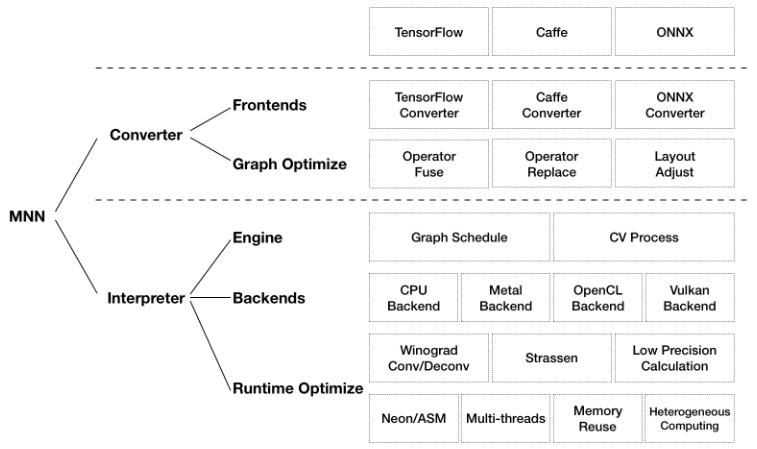 TensorFlow
Caffe
ONNX
Frontends
TensorFlow
Converter
Caffe
Converter
ONNX
Converter
Converter
Graph Optimize
Operator
Fuse
Operator
Replace
Layout
Adjust
MNN
Engine
Graph Schedule
CV Process
Interpreter
Backends
CPU
Backend
Metal
Backend
OpenCL
Backend
Vulkan
Backend
Runtime Optimize
Winograd
Conv/Deconv
Strassen
Low Precision
Calculation
Neon/ASM
Multi-threads
Memory
Reuse
Heterogeneous
Computing